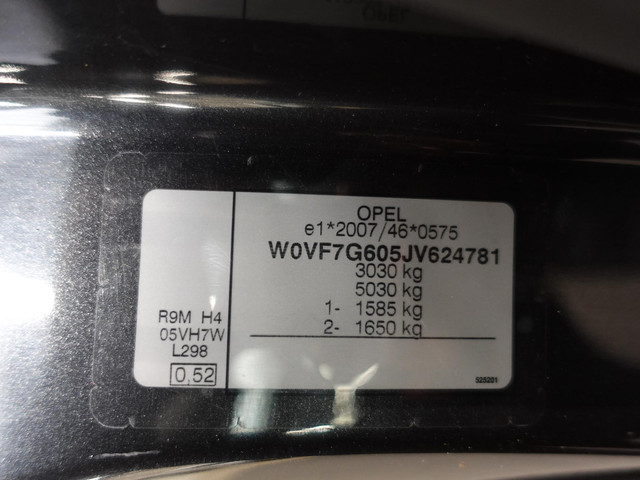 OPEL
e1*2007/46*0575
W0VF7G605JV624781
3030 kg
5030 kg
1- 1585 kg
2- 1650 kg
R9M H4
05VH7W
L298
0,52
525201